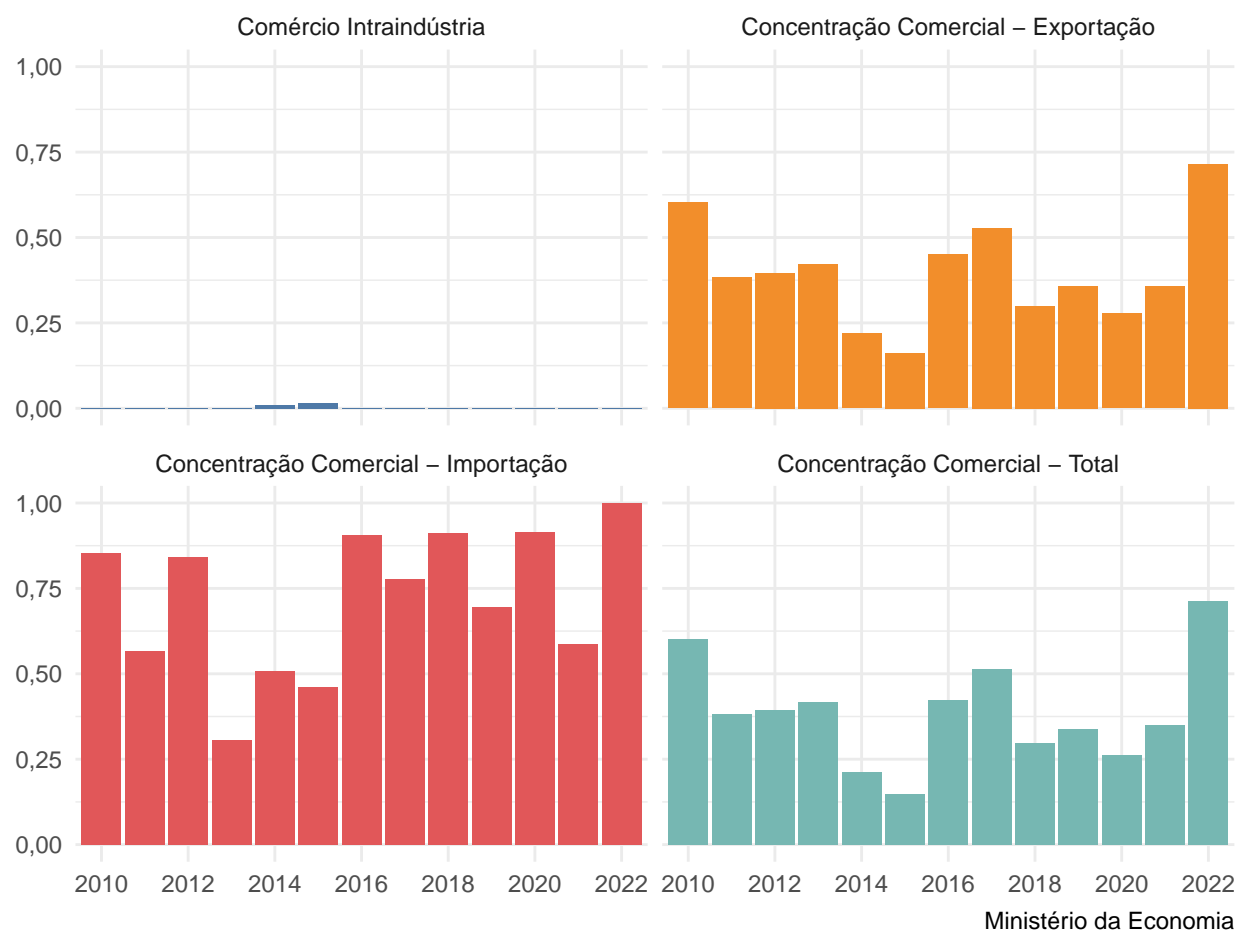 Comércio Intraindústria
Concentração Comercial – Exportação
1,00
0,75
0,50
0,25
0,00
Concentração Comercial – Importação
Concentração Comercial – Total
1,00
0,75
0,50
0,25
0,00
2010 2012 2014 2016 2018 2020 2022
2010 2012 2014 2016 2018 2020 2022
Ministério da Economia